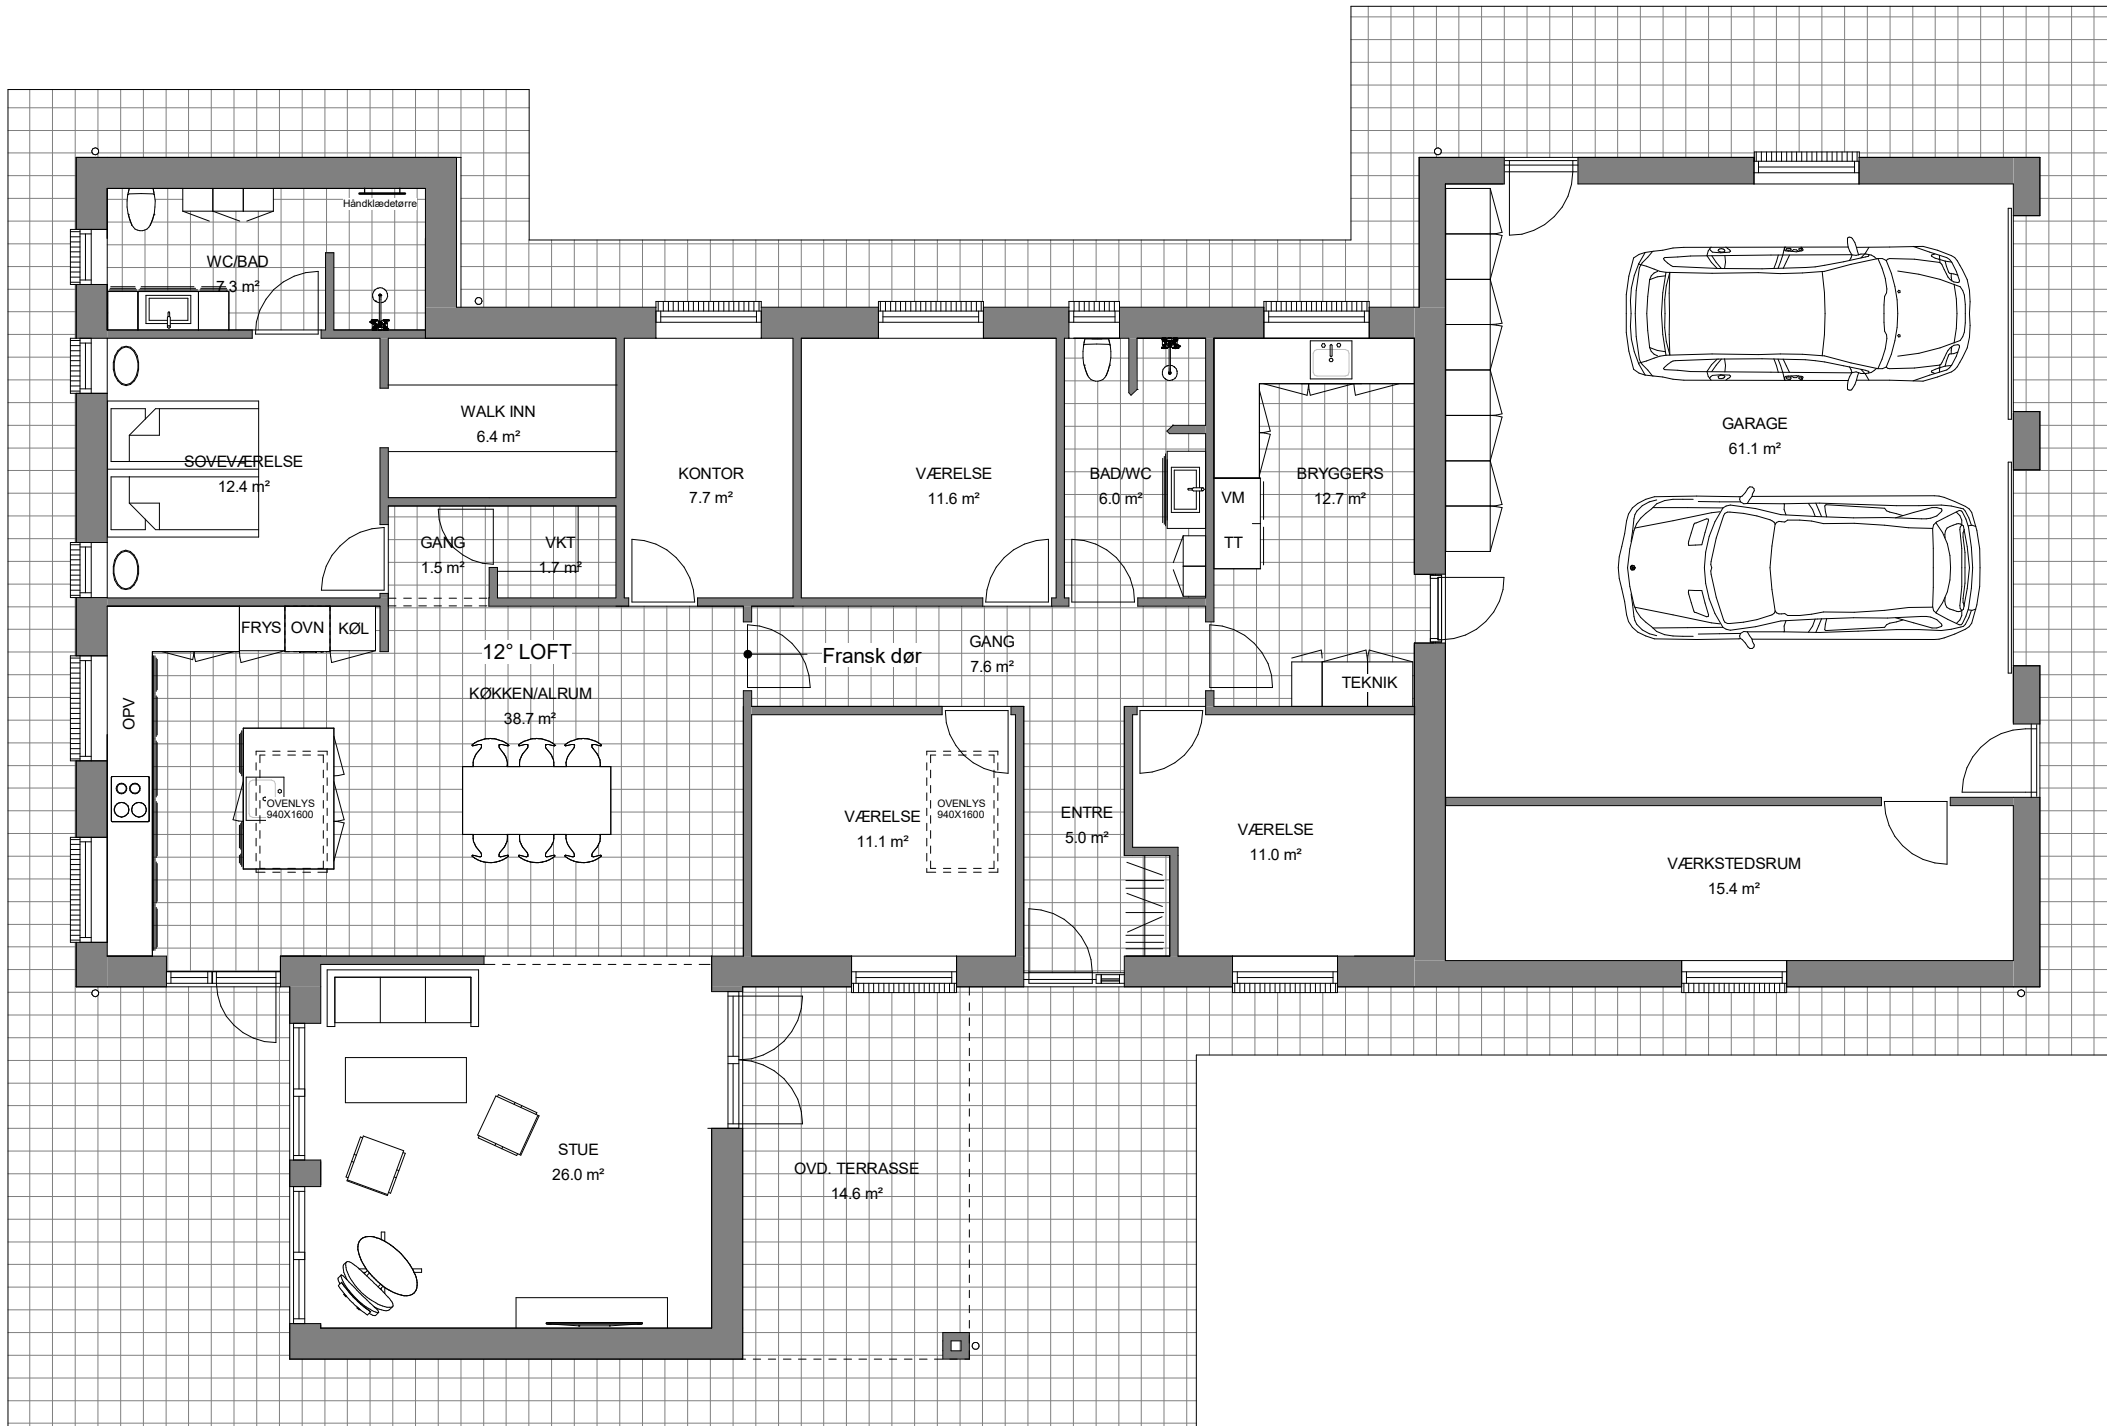 Håndklædetørre
WC/BAD
7.3 m²
WALK INN
6.4 m²
SOVEVÆRELSE
12.4 m²
KONTOR
7.7 m²
VÆRELSE
11.6 m²
BAD/WC
6.0 m²
BRYGGERS
12.7 m²
VM
TT
GARAGE
61.1 m²
GANG
1.5 m²
VKT
1.7 m²
FRYS
OVN
KØL
12° LOFT
Fransk dør
GANG
7.6 m²
TEKNIK
KØKKEN/ALRUM
38.7 m²
OPV
OVENLYS
940X1600
VÆRELSE
11.1 m²
OVENLYS
940X1600
ENTRE
5.0 m²
VÆRELSE
11.0 m²
VÆRKSTEDSRUM
15.4 m²
STUE
26.0 m²
OVD. TERRASSE
14.6 m²